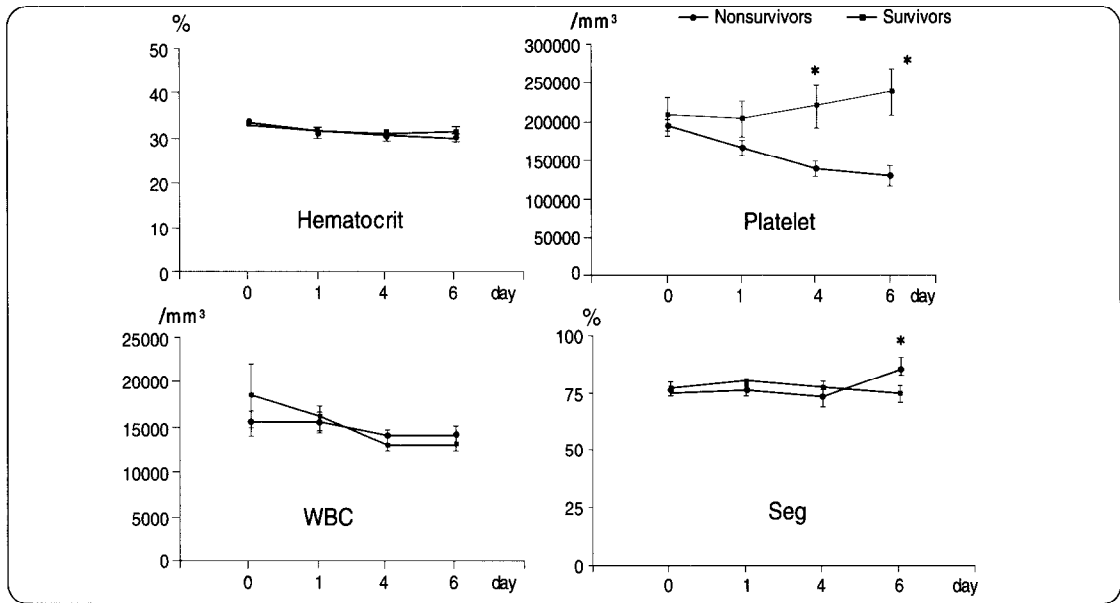 Nonsurvivors Survivors
%
50
40
30
20
10
0
Hematocrit
0 1 4 6 day
/mm³
300000
250000
200000
150000
100000
50000
0
* *
Platelet
0 1 4 6 day
/mm³
25000
20000
15000
10000
5000
0
WBC
0 1 4 6 day
%
100
75
50
25
0
*
Seg
0 1 4 6 day